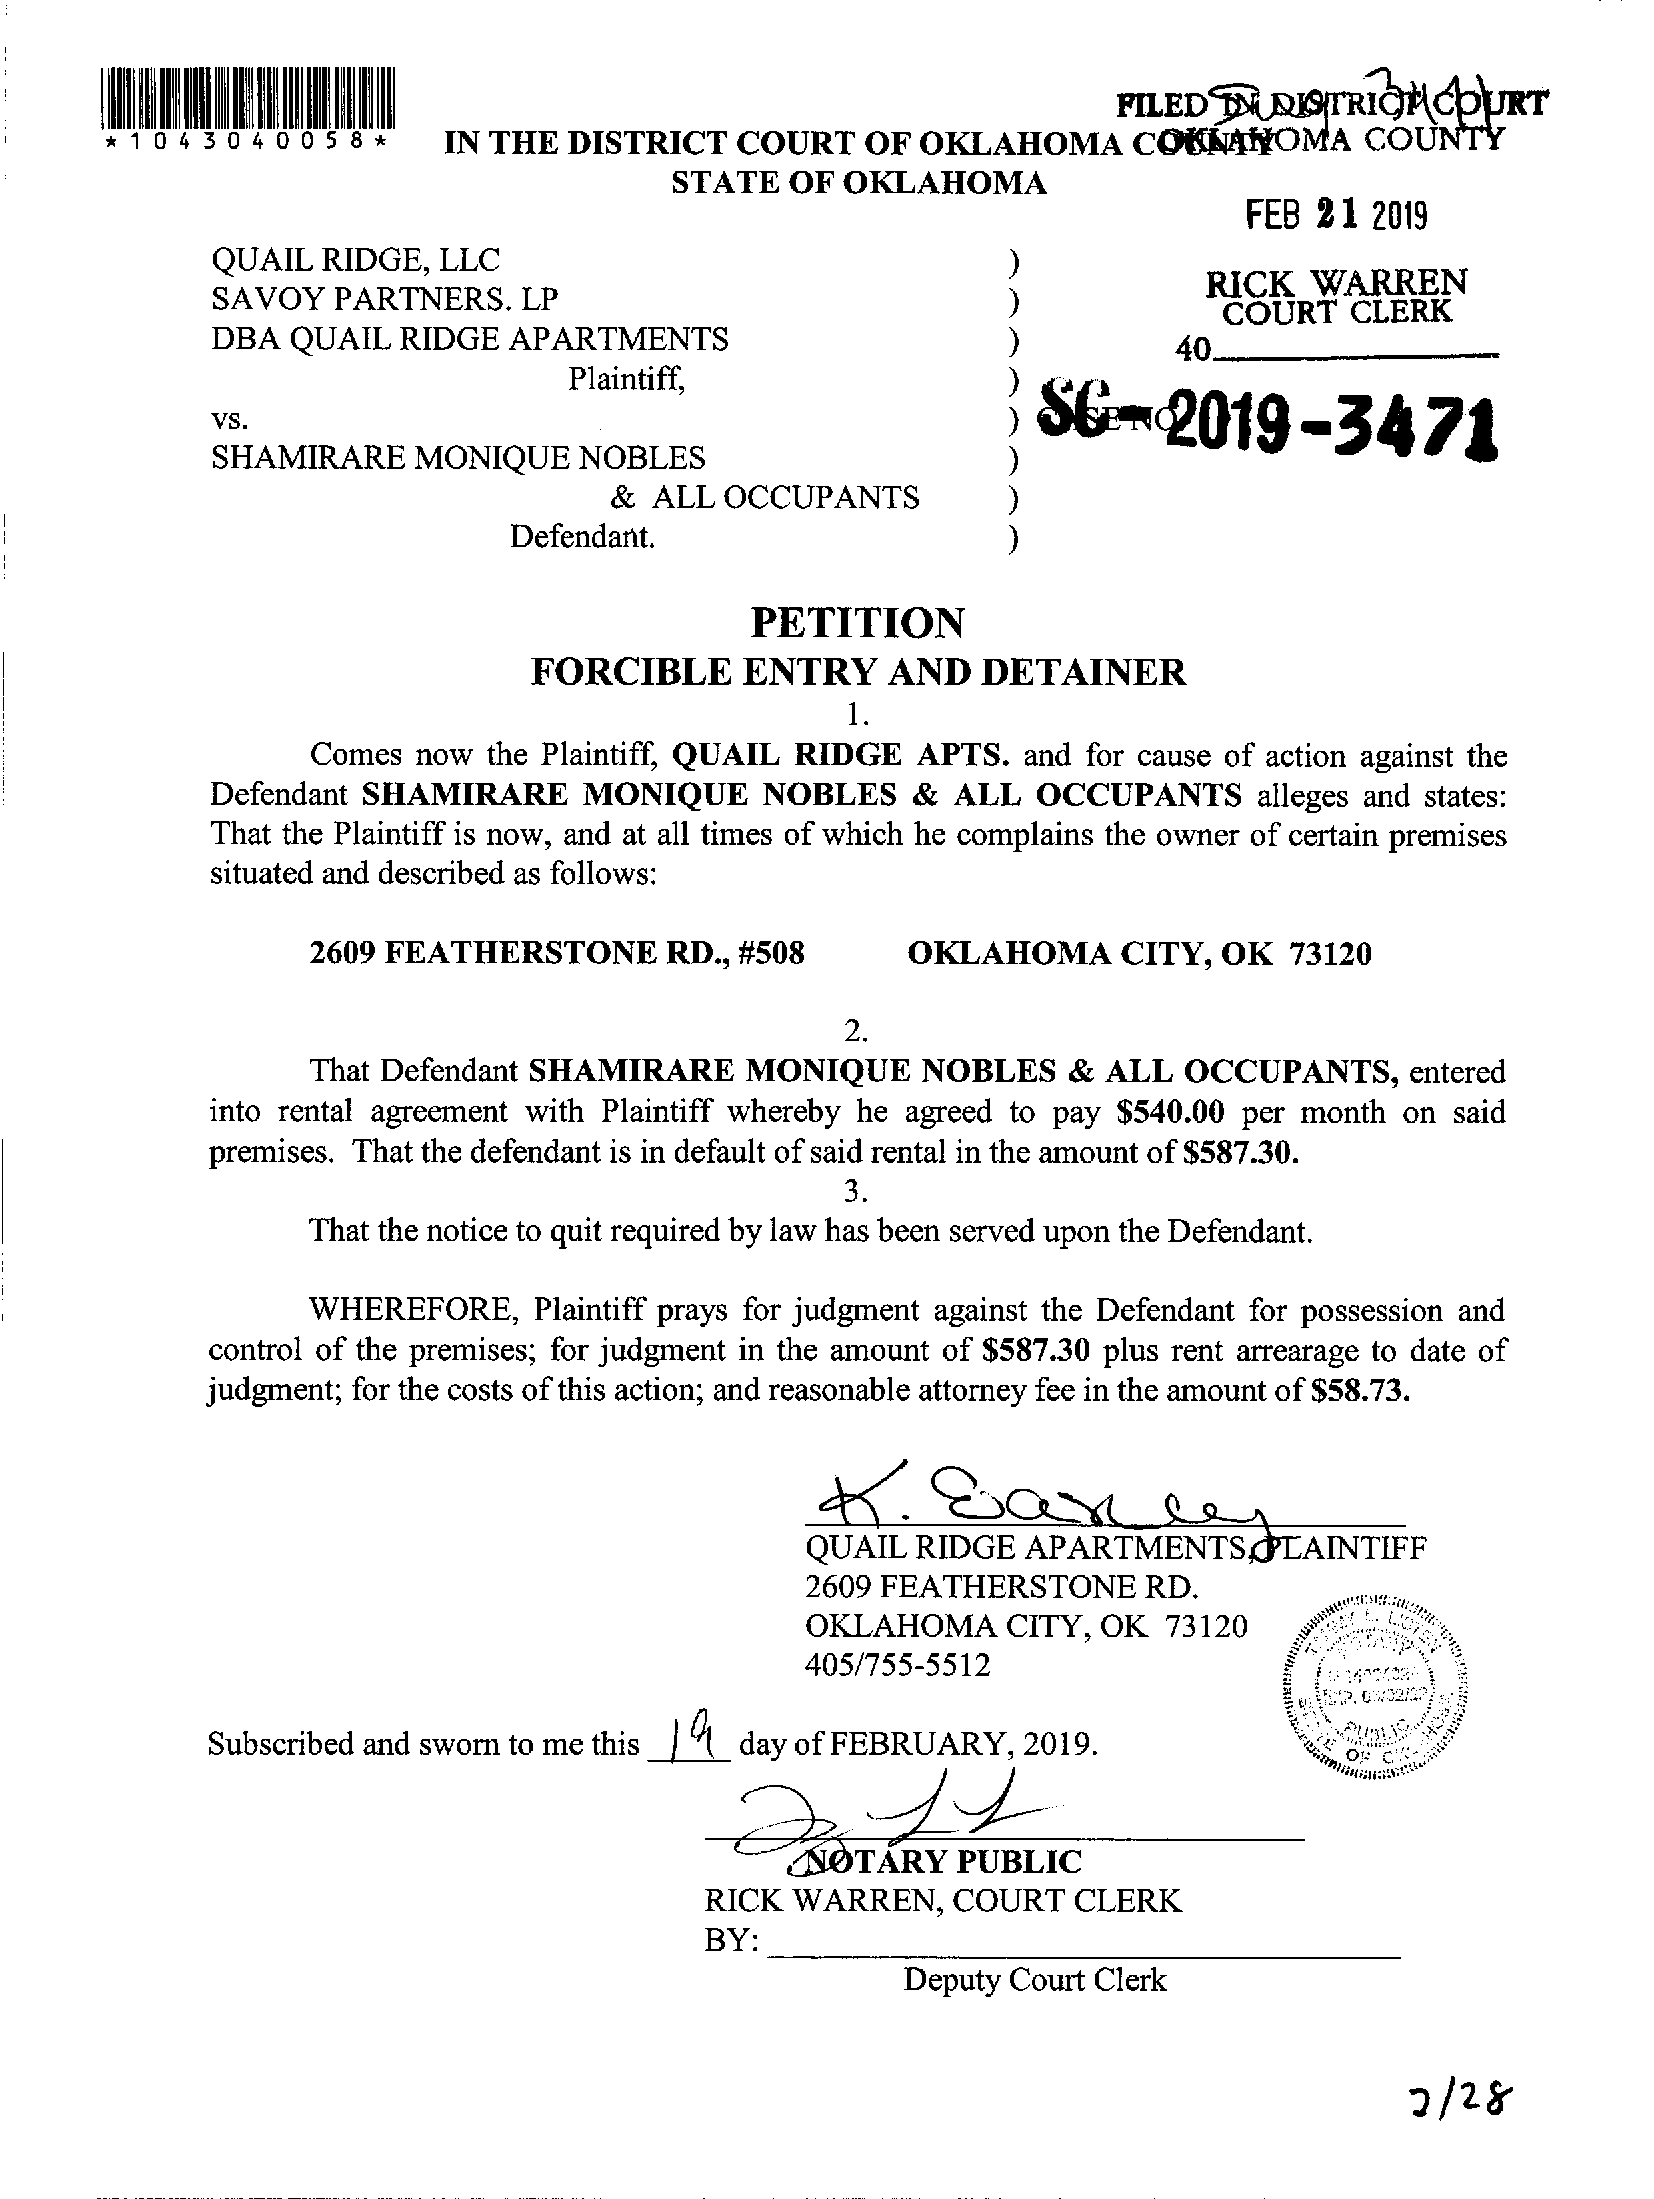 *1043040058*
FILED IN DISTRICT COURT
OKLAHOMA COUNTY
IN THE DISTRICT COURT OF OKLAHOMA COUNTY
STATE OF OKLAHOMA
FEB 21 2019
QUAIL RIDGE, LLC )
SAVOY PARTNERS. LP )
DBA QUAIL RIDGE APARTMENTS )
Plaintiff, )
RICK WARREN
COURT CLERK
40
vs. ) CASE NO
SC-2019-3471
SHAMIRARE MONIQUE NOBLES )
& ALL OCCUPANTS )
Defendant. )
PETITION
FORCIBLE ENTRY AND DETAINER
1.
Comes now the Plaintiff, QUAIL RIDGE APTS. and for cause of action against the
Defendant SHAMIRARE MONIQUE NOBLES & ALL OCCUPANTS alleges and states:
That the Plaintiff is now, and at all times of which he complains the owner of certain premises
situated and described as follows:
2609 FEATHERSTONE RD., #508 OKLAHOMA CITY, OK 73120
2.
That Defendant SHAMIRARE MONIQUE NOBLES & ALL OCCUPANTS, entered
into rental agreement with Plaintiff whereby he agreed to pay $540.00 per month on said
premises. That the defendant is in default of said rental in the amount of $587.30.
3.
That the notice to quit required by law has been served upon the Defendant.
WHEREFORE, Plaintiff prays for judgment against the Defendant for possession and
control of the premises; for judgment in the amount of $587.30 plus rent arrearage to date of
judgment; for the costs of this action; and reasonable attorney fee in the amount of $58.73.
K.
QUAIL RIDGE APARTMENTS, PLAINTIFF
2609 FEATHERSTONE RD.
OKLAHOMA CITY, OK 73120
405/755-5512
Subscribed and sworn to me this 19 day of FEBRUARY, 2019.
NOTARY PUBLIC
RICK WARREN, COURT CLERK
BY:
Deputy Court Clerk
PUBLIC
OF
/28